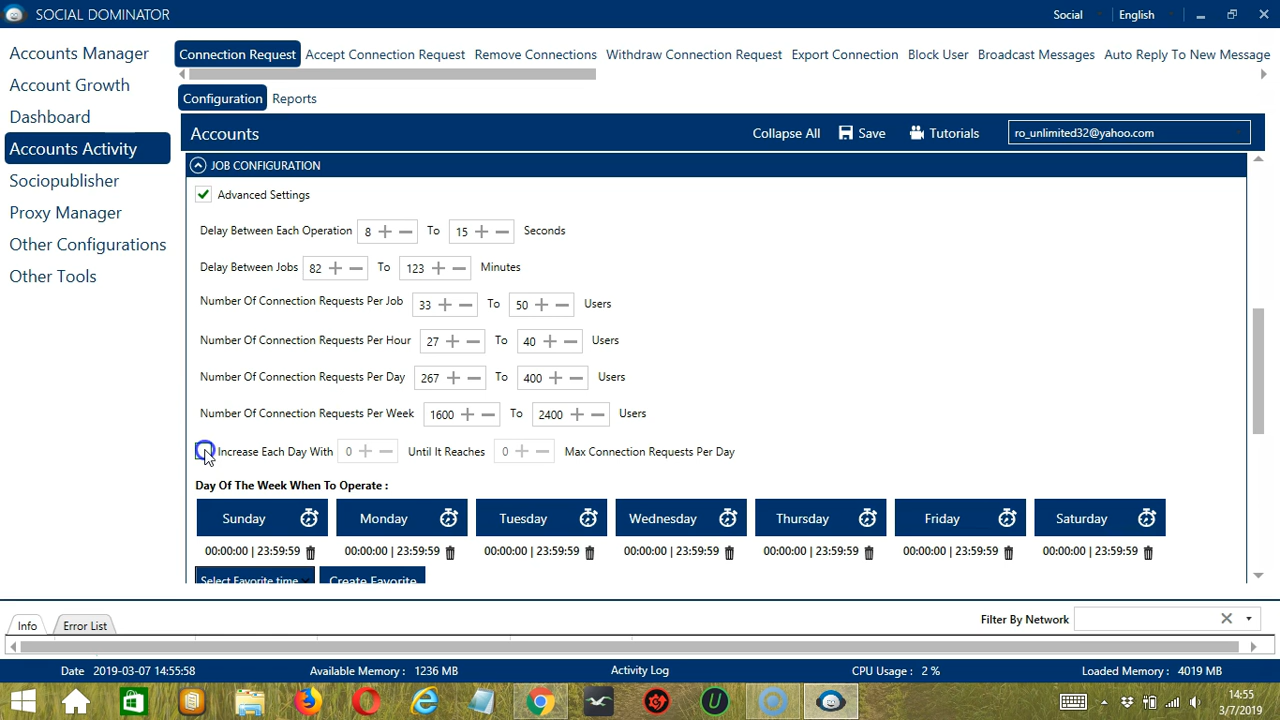 SOCIAL DOMINATOR
Social
English
Accounts Manager
Account Growth
Dashboard
Accounts Activity
Sociopublisher
Proxy Manager
Other Configurations
Other Tools
Connection Request Accept Connection Request Remove Connections Withdraw Connection Request Export Connection Block User Broadcast Messages Auto Reply To New Message
Configuration Reports
Accounts Collapse All Save Tutorials ro_unlimited32@yahoo.com
JOB CONFIGURATION
Advanced Settings
Delay Between Each Operation 8 + − To 15 + − Seconds
Delay Between Jobs 82 + − To 123 + − Minutes
Number Of Connection Requests Per Job 33 + − To 50 + − Users
Number Of Connection Requests Per Hour 27 + − To 40 + − Users
Number Of Connection Requests Per Day 267 + − To 400 + − Users
Number Of Connection Requests Per Week 1600 + − To 2400 + − Users
Increase Each Day With 0 + − Until It Reaches 0 + − Max Connection Requests Per Day
Day Of The Week When To Operate :
Sunday Monday Tuesday Wednesday Thursday Friday Saturday
00:00:00 | 23:59:59 00:00:00 | 23:59:59 00:00:00 | 23:59:59 00:00:00 | 23:59:59 00:00:00 | 23:59:59 00:00:00 | 23:59:59 00:00:00 | 23:59:59
Select Favorite time Create Favorite
Info Error List Filter By Network
Date 2019-03-07 14:55:58 Available Memory : 1236 MB Activity Log CPU Usage : 2 % Loaded Memory : 4019 MB
14:55
3/7/2019